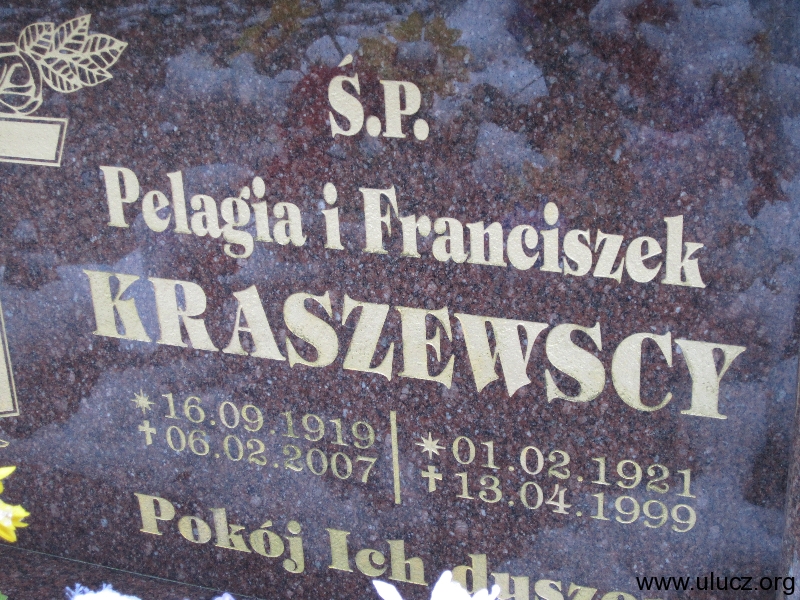 Ś.P.
Pelagia i Franciszek
KRASZEWSCY
16.09.1919 01.02.1921
06.02.2007 13.04.1999
Pokój Ich duszom
www.ulucz.org